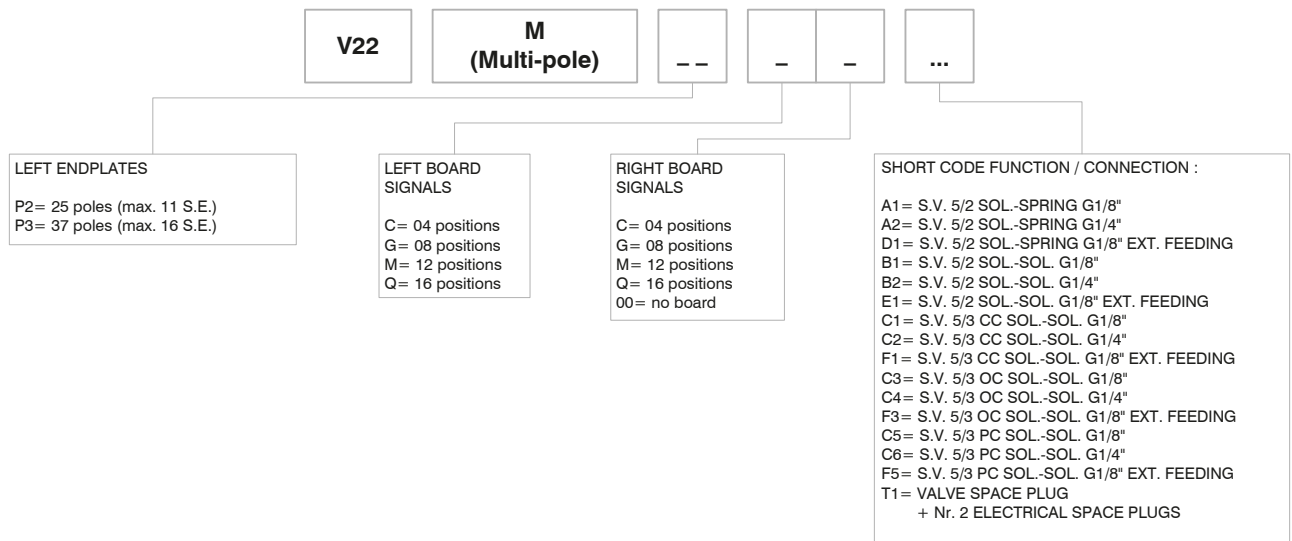 V22
M
(Multi-pole)
_ _
_
_
...
LEFT ENDPLATES
P2= 25 poles (max. 11 S.E.)
P3= 37 poles (max. 16 S.E.)
LEFT BOARD
SIGNALS
C= 04 positions
G= 08 positions
M= 12 positions
Q= 16 positions
RIGHT BOARD
SIGNALS
C= 04 positions
G= 08 positions
M= 12 positions
Q= 16 positions
00= no board
SHORT CODE FUNCTION / CONNECTION :
A1= S.V. 5/2 SOL.-SPRING G1/8"
A2= S.V. 5/2 SOL.-SPRING G1/4"
D1= S.V. 5/2 SOL.-SPRING G1/8" EXT. FEEDING
B1= S.V. 5/2 SOL.-SOL. G1/8"
B2= S.V. 5/2 SOL.-SOL. G1/4"
E1= S.V. 5/2 SOL.-SOL. G1/8" EXT. FEEDING
C1= S.V. 5/3 CC SOL.-SOL. G1/8"
C2= S.V. 5/3 CC SOL.-SOL. G1/4"
F1= S.V. 5/3 CC SOL.-SOL. G1/8" EXT. FEEDING
C3= S.V. 5/3 OC SOL.-SOL. G1/8"
C4= S.V. 5/3 OC SOL.-SOL. G1/4"
F3= S.V. 5/3 OC SOL.-SOL. G1/8" EXT. FEEDING
C5= S.V. 5/3 PC SOL.-SOL. G1/8"
C6= S.V. 5/3 PC SOL.-SOL. G1/4"
F5= S.V. 5/3 PC SOL.-SOL. G1/8" EXT. FEEDING
T1= VALVE SPACE PLUG
+ Nr. 2 ELECTRICAL SPACE PLUGS